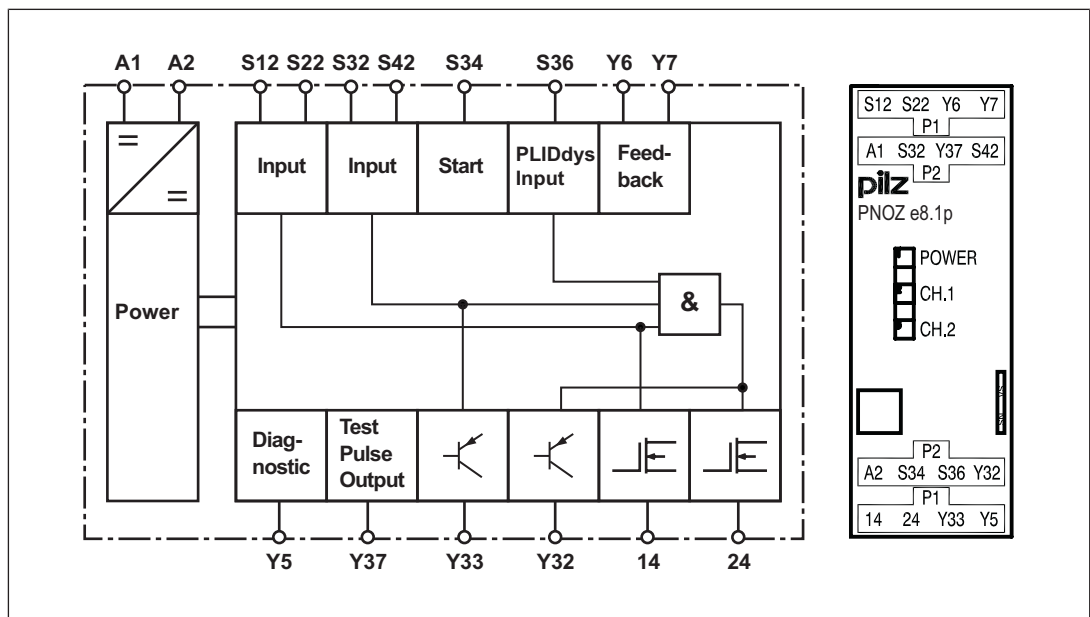 A1 A2 S12 S22 S32 S42 S34 S36 Y6 Y7
Input Input Start PLIDdys
Input Feed-
back
Power
&
Diag-
nostic Test
Pulse
Output
Y5 Y37 Y33 Y32 14 24
S12 S22 Y6 Y7
P1
A1 S32 Y37 S42
P2
pilz
PNOZ e8.1p
POWER
CH.1
CH.2
P2
A2 S34 S36 Y32
P1
14 24 Y33 Y5